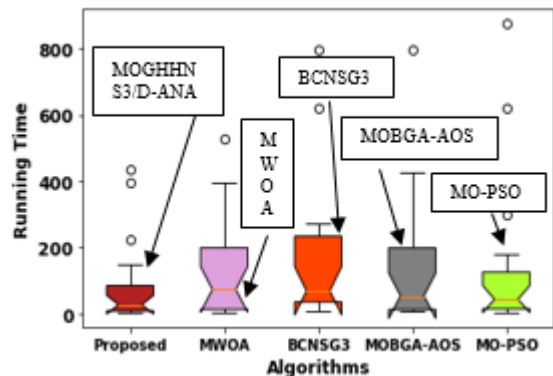 800
600
400
200
0
Running Time
MOGHHN
S3/D-ANA
M
W
O
A
BCNSG3
MOBGA-AOS
MO-PSO
Proposed
MWOA
BCNSG3
MOBGA-AOS
MO-PSO
Algorithms